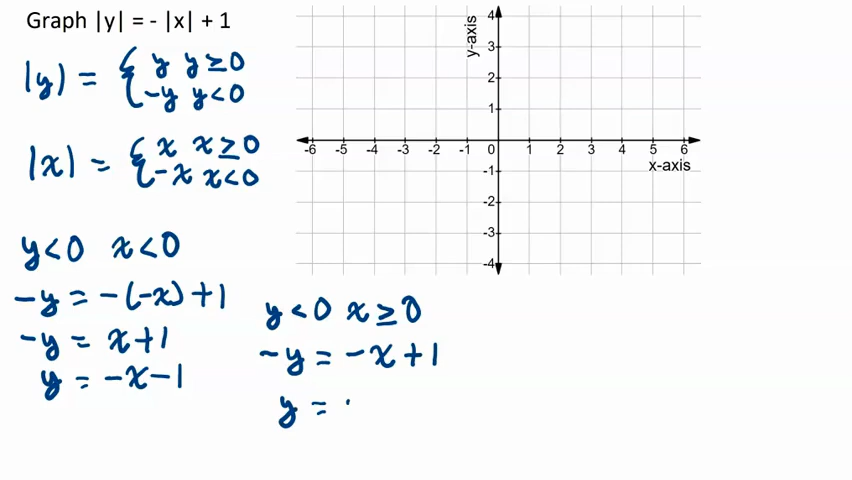 Graph |y| = - |x| + 1
|y| = { y y ≥ 0
-y y < 0
|x| = { x x ≥ 0
-x x < 0
y < 0 x < 0
-y = -(-x) + 1
-y = x + 1
y = -x - 1
y < 0 x ≥ 0
-y = -x + 1
y =
y-axis
4
3
2
1
-6 -5 -4 -3 -2 -1 0 1 2 3 4 5 6
x-axis
-1
-2
-3
-4